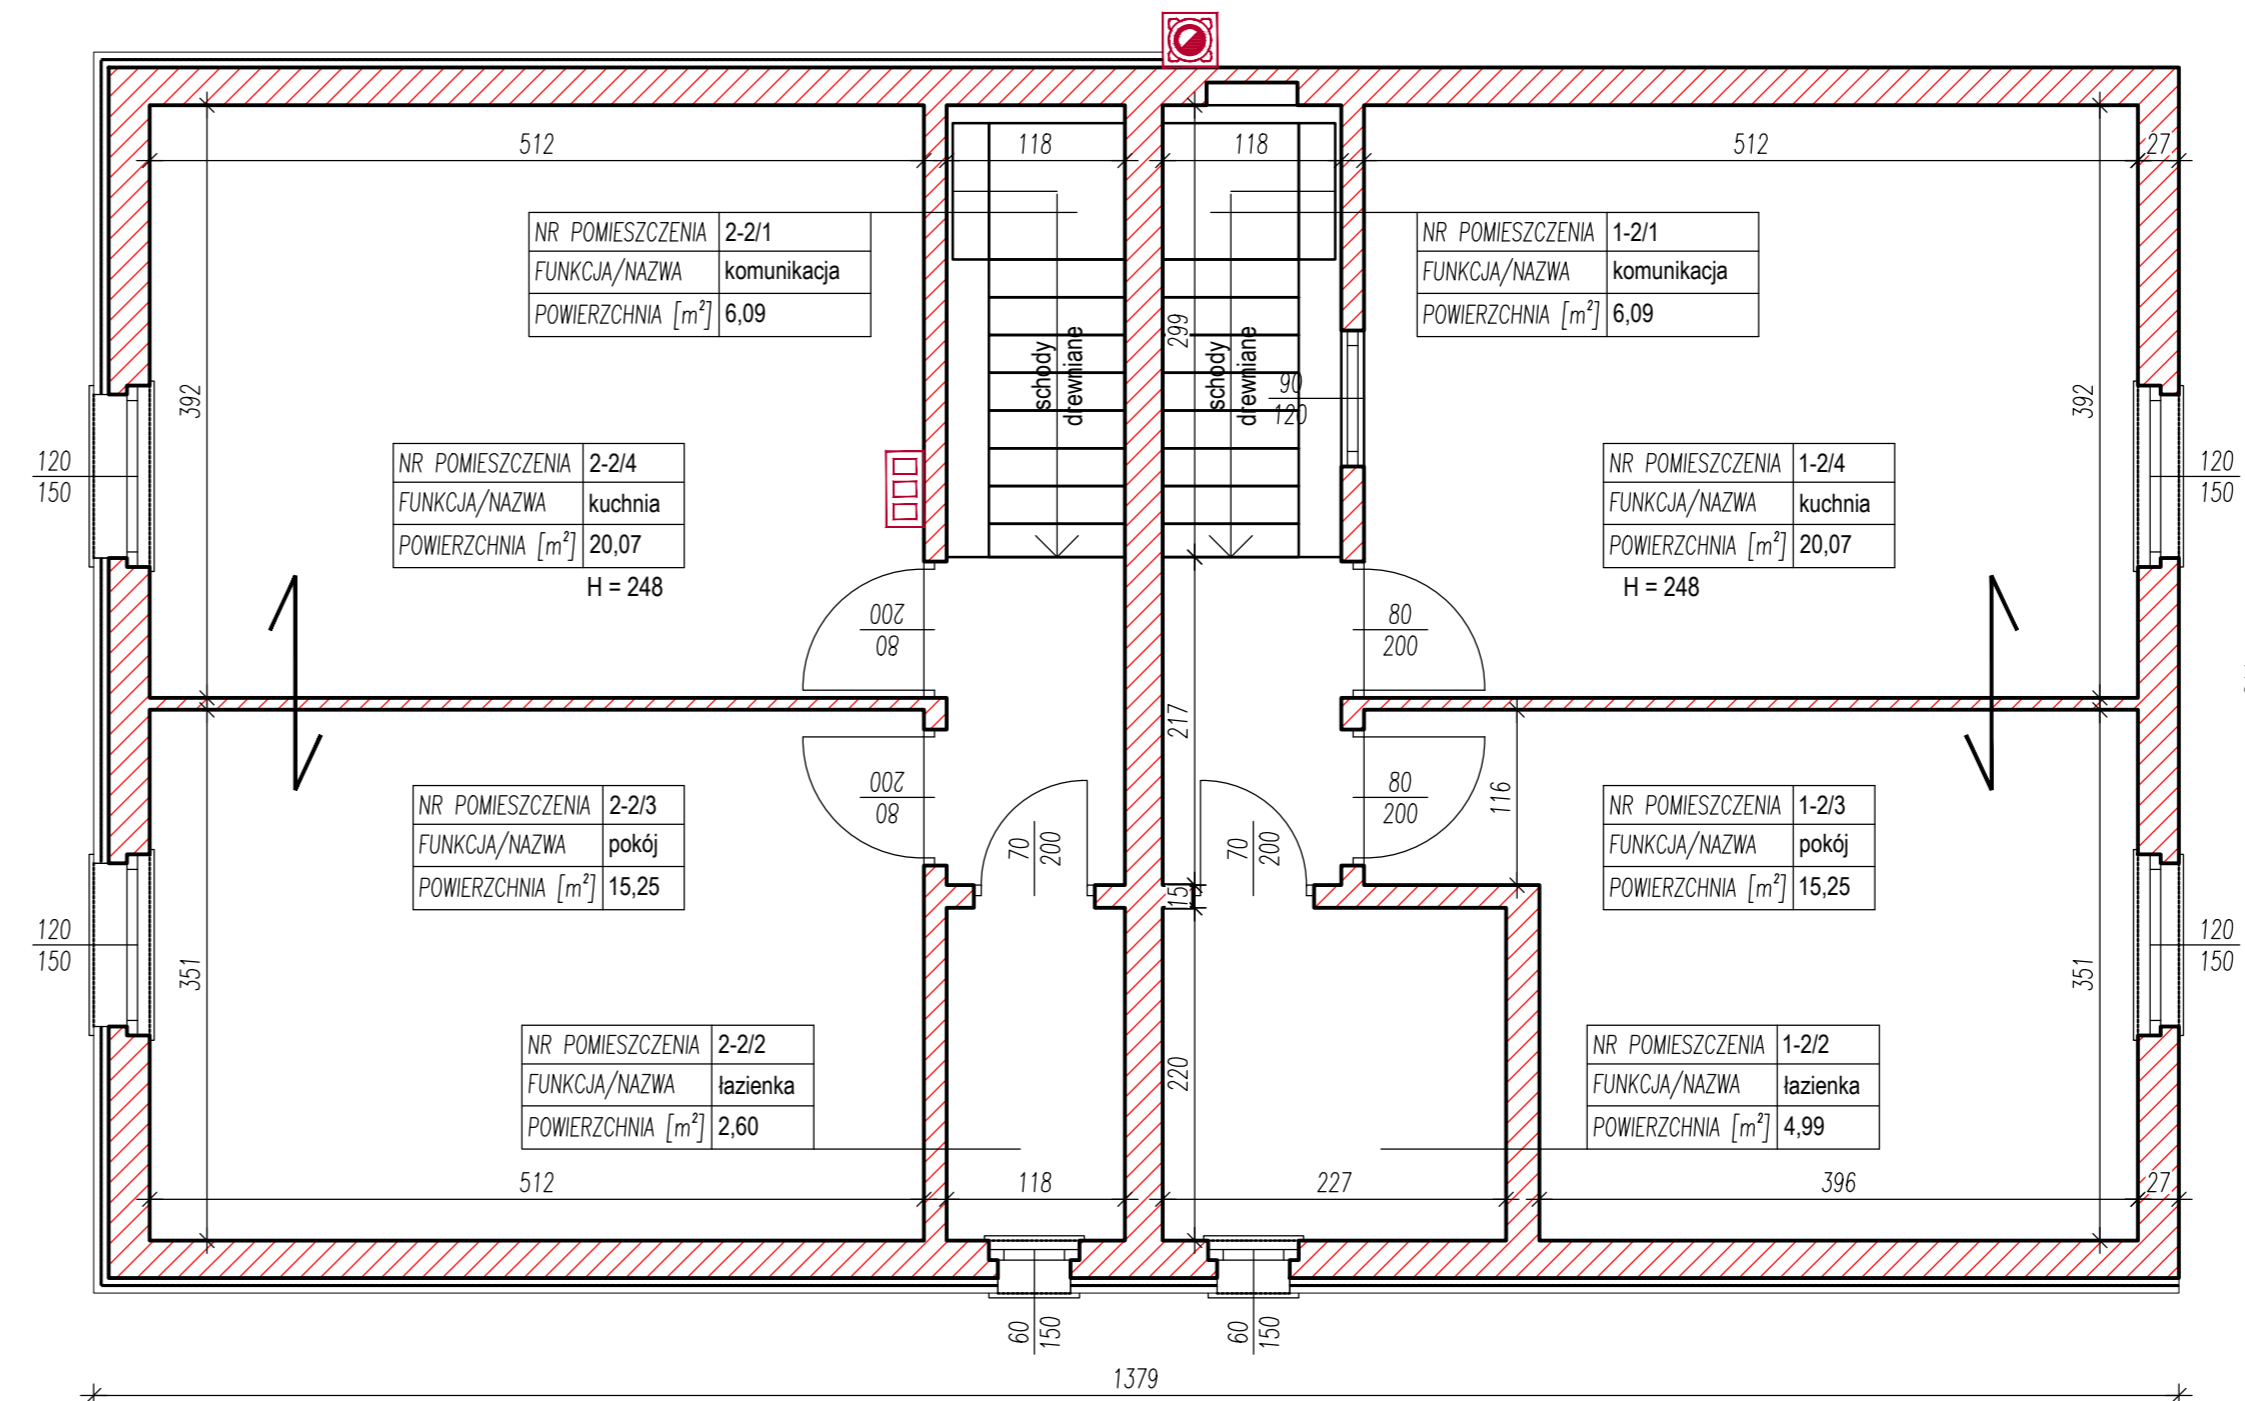 512
118
118
512
27
NR POMIESZCZENIA 2-2/1
FUNKCJA/NAZWA komunikacja
POWIERZCHNIA [m²] 6,09
NR POMIESZCZENIA 1-2/1
FUNKCJA/NAZWA komunikacja
POWIERZCHNIA [m²] 6,09
schody
drewniane
299
schody
drewniane
90
120
392
392
120
150
NR POMIESZCZENIA 2-2/4
FUNKCJA/NAZWA kuchnia
POWIERZCHNIA [m²] 20,07
H = 248
NR POMIESZCZENIA 1-2/4
FUNKCJA/NAZWA kuchnia
POWIERZCHNIA [m²] 20,07
H = 248
120
150
80
200
80
200
217
80
200
80
200
116
NR POMIESZCZENIA 2-2/3
FUNKCJA/NAZWA pokój
POWIERZCHNIA [m²] 15,25
70
200
70
200
15
NR POMIESZCZENIA 1-2/3
FUNKCJA/NAZWA pokój
POWIERZCHNIA [m²] 15,25
120
150
351
351
120
150
NR POMIESZCZENIA 2-2/2
FUNKCJA/NAZWA łazienka
POWIERZCHNIA [m²] 2,60
220
NR POMIESZCZENIA 1-2/2
FUNKCJA/NAZWA łazienka
POWIERZCHNIA [m²] 4,99
512
118
227
396
27
60
150
60
150
1379